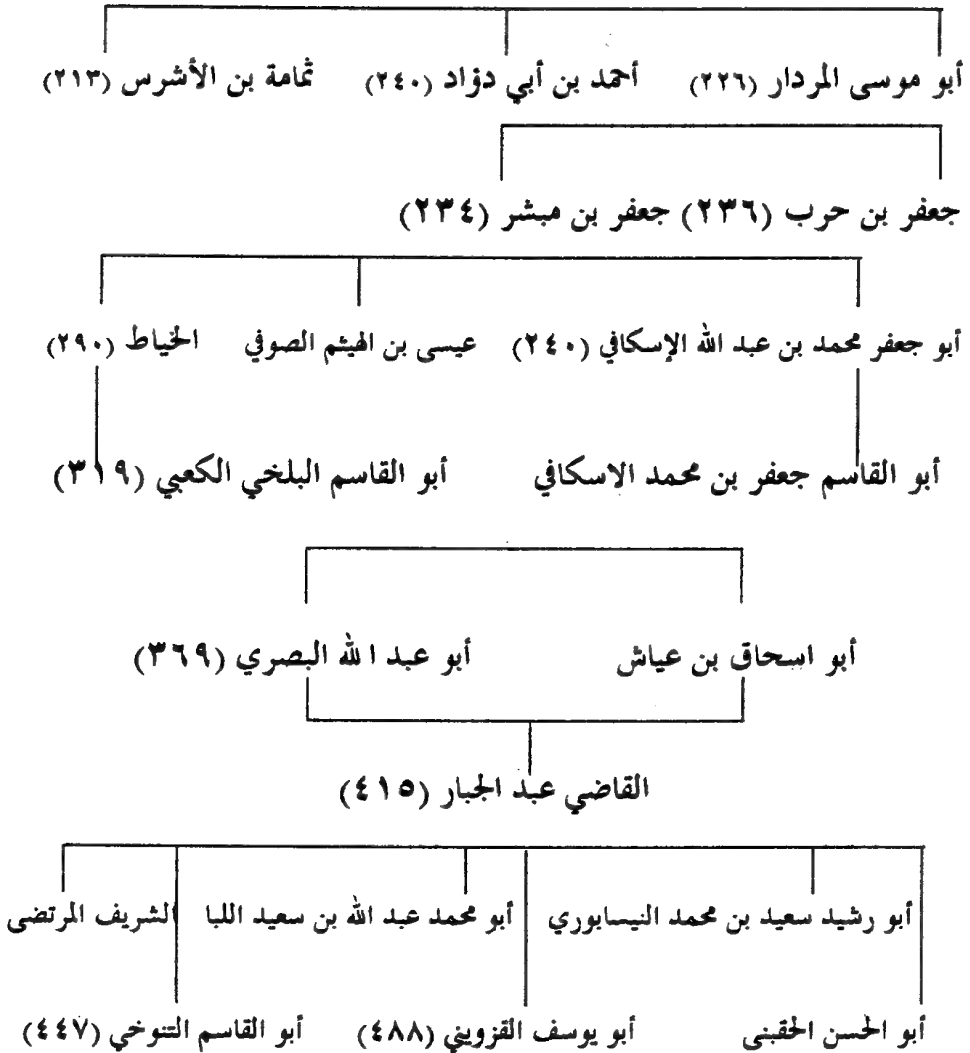 أبو موسى المردار (٢٢٦) أحمد بن أبي دؤاد (٢٤٠) ثمامة بن الأشرس (٢١٣)
جعفر بن حرب (٢٣٦) جعفر بن مبشر (٢٣٤)
أبو جعفر محمد بن عبد الله الإسكافي (٢٤٠) عيسى بن الهيثم الصوفي الخياط (٢٩٠)
أبو القاسم جعفر بن محمد الاسكافي أبو القاسم البلخي الكعبي (٣١٩)
أبو اسحاق بن عياش أبو عبد الله البصري (٣٦٩)
القاضي عبد الجبار (٤١٥)
أبو رشيد سعيد بن محمد النيسابوري أبو محمد عبد الله بن سعيد اللبا الشريف المرتضى
أبو الحسن الحقبنى أبو يوسف القزويني (٤٨٨) أبو القاسم التنوخي (٤٤٧)